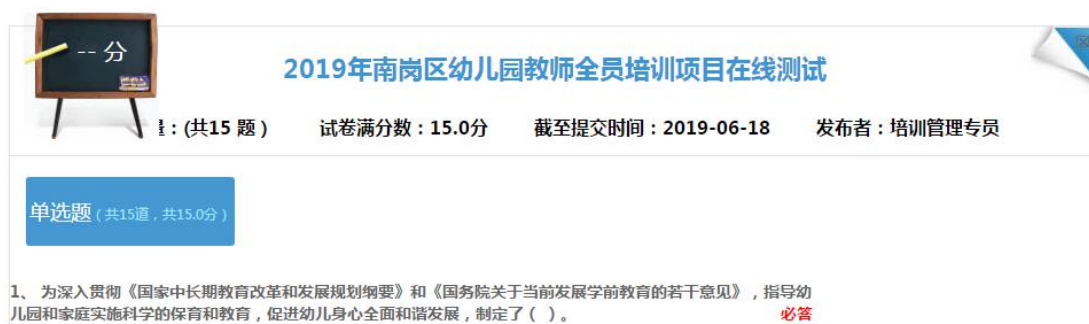 -- 分
2019年南岗区幼儿园教师全员培训项目在线测试
量：(共15 题 ) 试卷满分数：15.0分 截至提交时间：2019-06-18 发布者：培训管理专员
单选题 ( 共15道，共15.0分 )
1、 为深入贯彻《国家中长期教育改革和发展规划纲要》和《国务院关于当前发展学前教育的若干意见》，指导幼
儿园和家庭实施科学的保育和教育，促进幼儿身心全面和谐发展，制定了 ( )。 必答